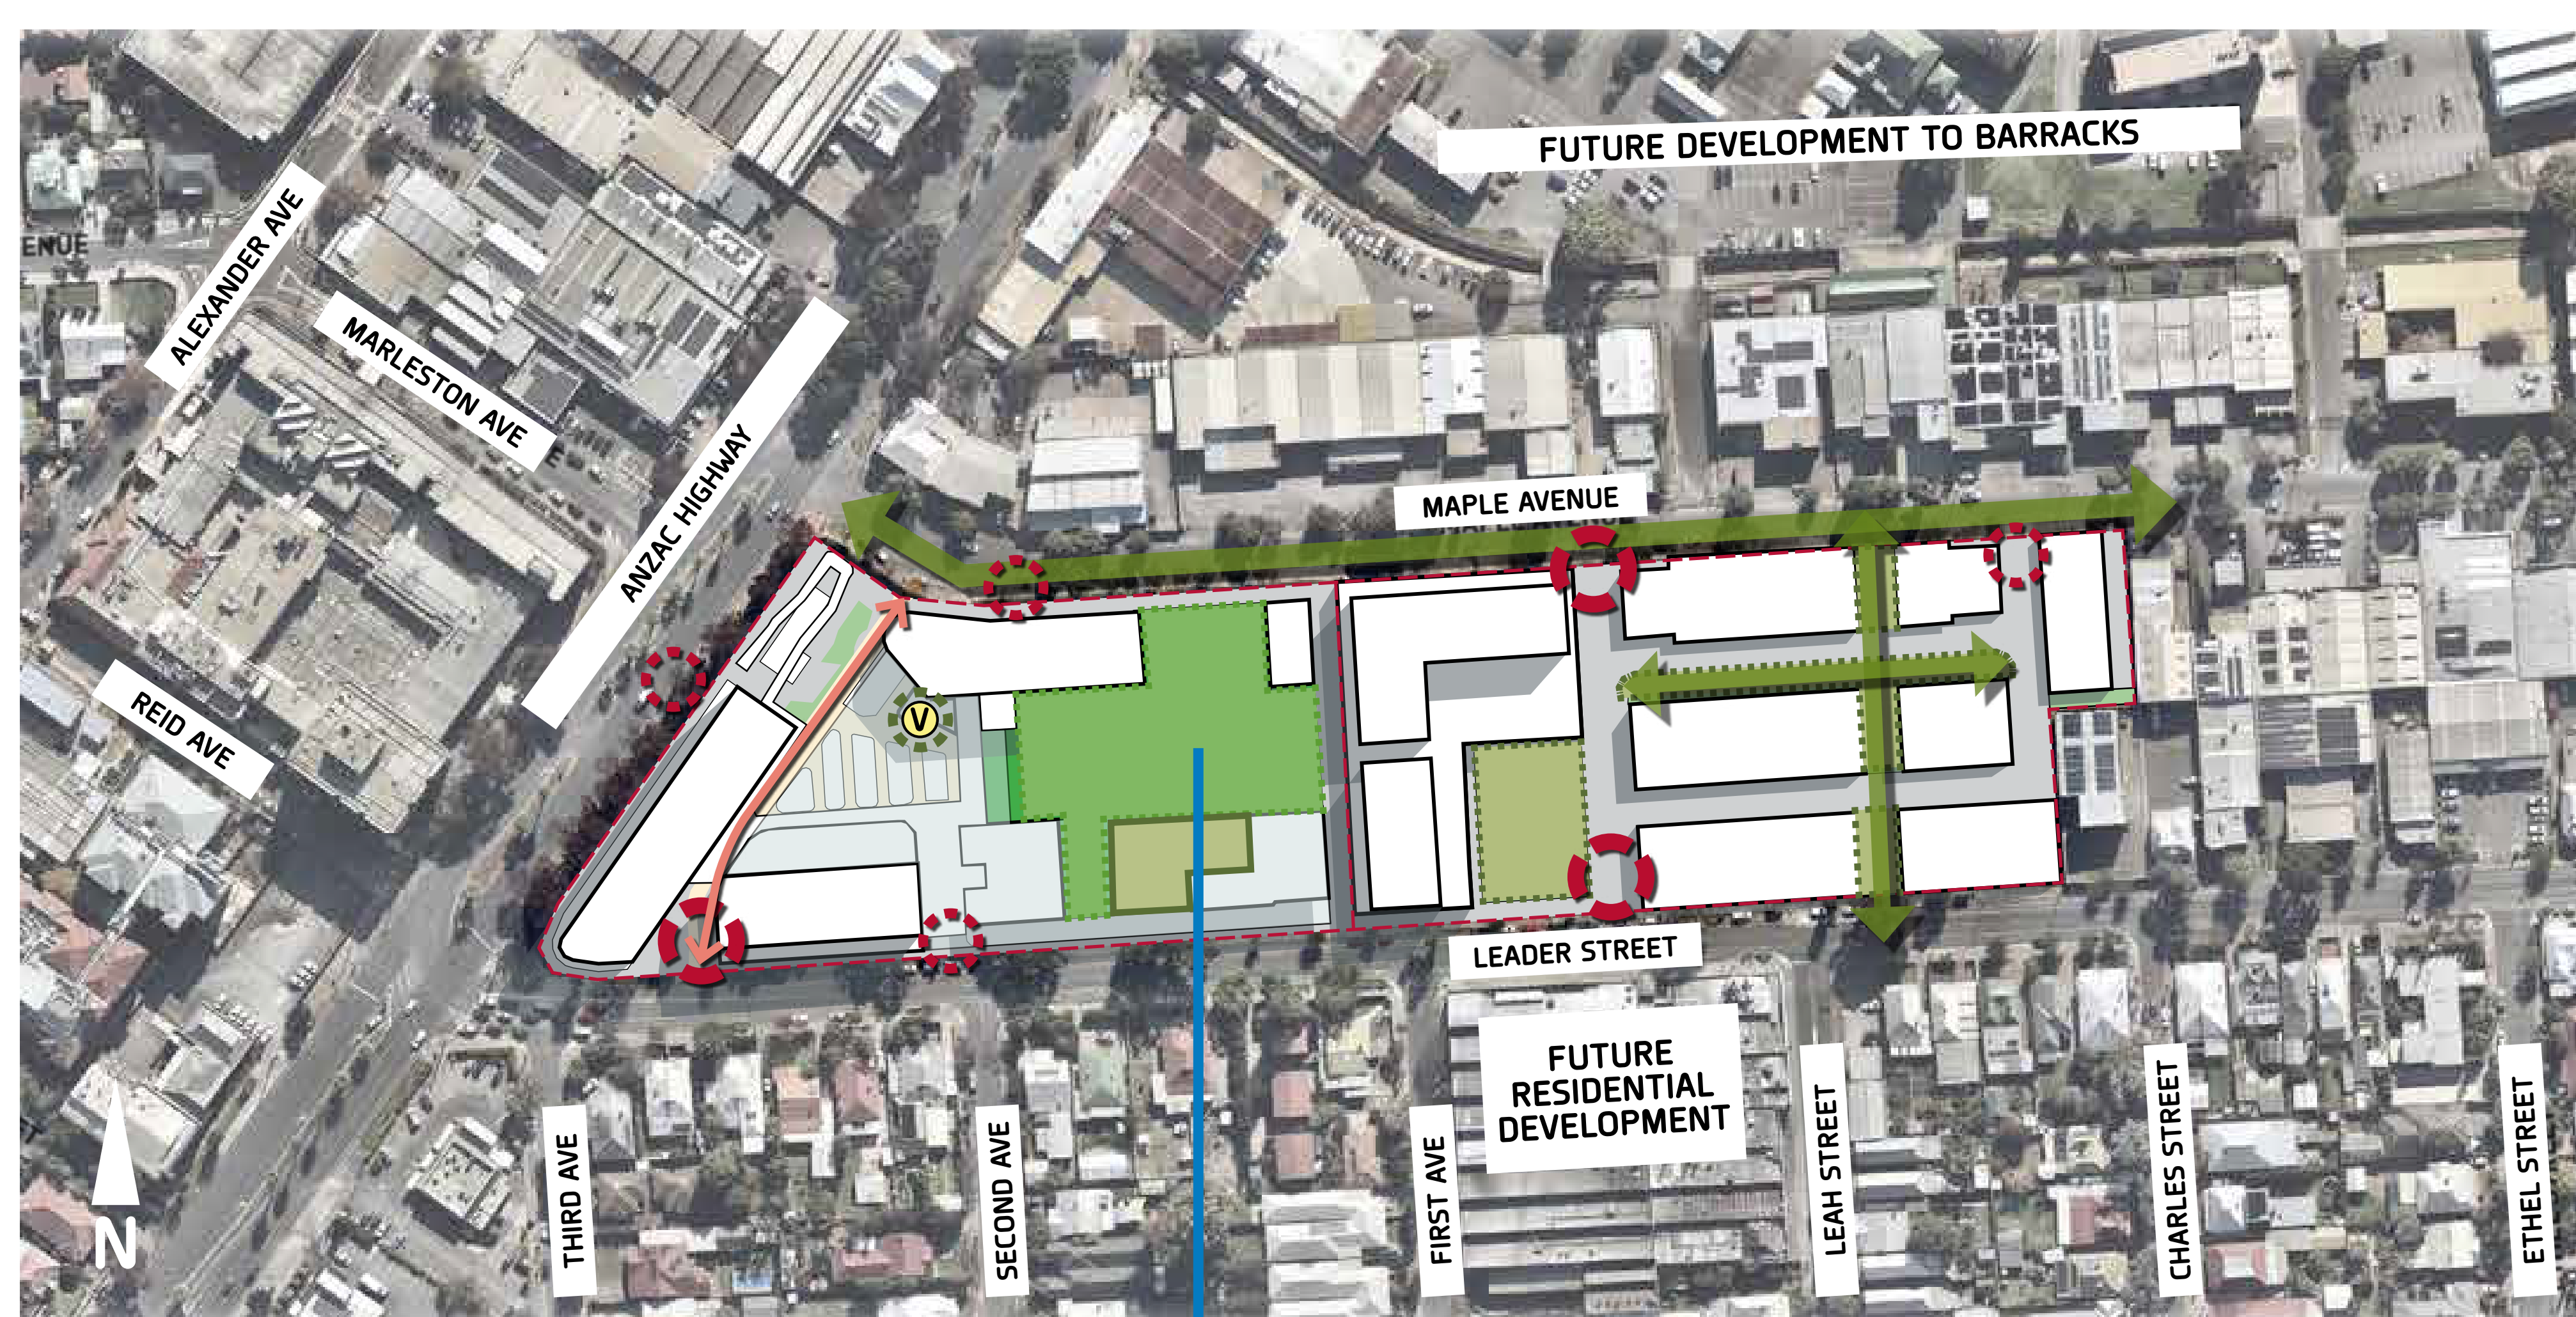 FUTURE DEVELOPMENT TO BARRACKS
ALEXANDER AVE
ENUE
MARLESTON AVE
E
ANZAC HIGHWAY
MAPLE AVENUE
REID AVE
V
LEADER STREET
FUTURE
RESIDENTIAL
DEVELOPMENT
THIRD AVE
SECOND AVE
FIRST AVE
LEAH STREET
CHARLES STREET
ETHEL STREET
T
N